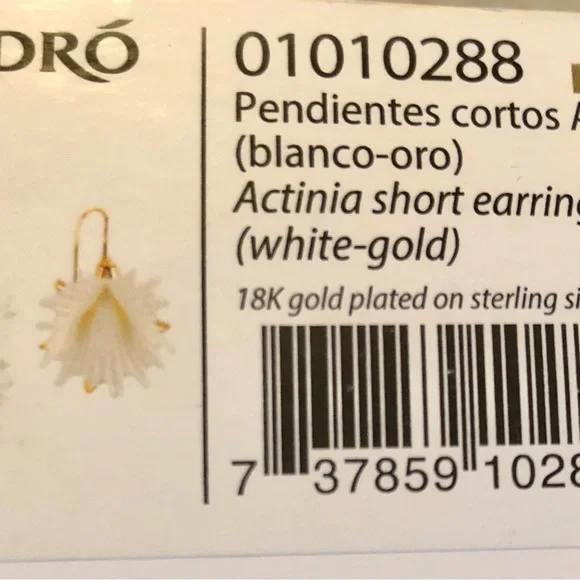 DRÓ
01010288
Pendientes cortos A
(blanco-oro)
Actinia short earring
(white-gold)
18K gold plated on sterling si
7 37859 1028